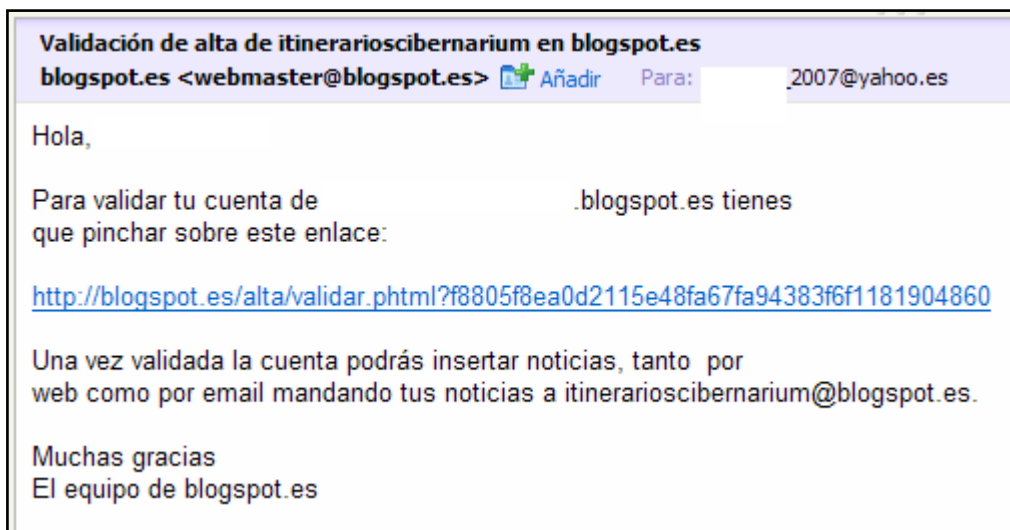 Validación de alta de itinerarioscibernarium en blogspot.es
blogspot.es <webmaster@blogspot.es> Añadir Para: _2007@yahoo.es
Hola,
Para validar tu cuenta de .blogspot.es tienes
que pinchar sobre este enlace:
http://blogspot.es/alta/validar.phtml?f8805f8ea0d2115e48fa67fa94383f6f1181904860
Una vez validada la cuenta podrás insertar noticias, tanto por
web como por email mandando tus noticias a itinerarioscibernarium@blogspot.es.
Muchas gracias
El equipo de blogspot.es